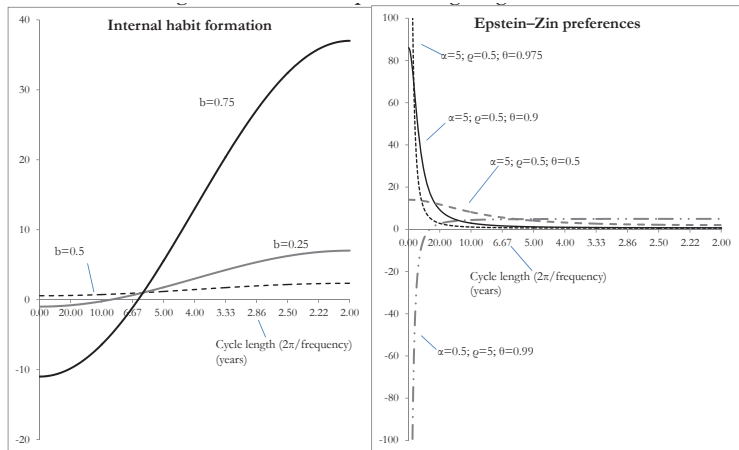 Internal habit formation
40
30
20
10
0
-10
-20
b=0.75
b=0.5
b=0.25
0.00 20.00 10.00 6.67 5.00 4.00 3.33 2.86 2.50 2.22 2.00
Cycle length (2π/frequency)
(years)
Epstein–Zin preferences
100
80
60
40
20
0
-20
-40
-60
-80
-100
α=5; ϱ=0.5; θ=0.975
α=5; ϱ=0.5; θ=0.9
α=5; ϱ=0.5; θ=0.5
0.00 20.00 10.00 6.67 5.00 4.00 3.33 2.86 2.50 2.22 2.00
Cycle length (2π/frequency)
(years)
α=0.5; ϱ=5; θ=0.99